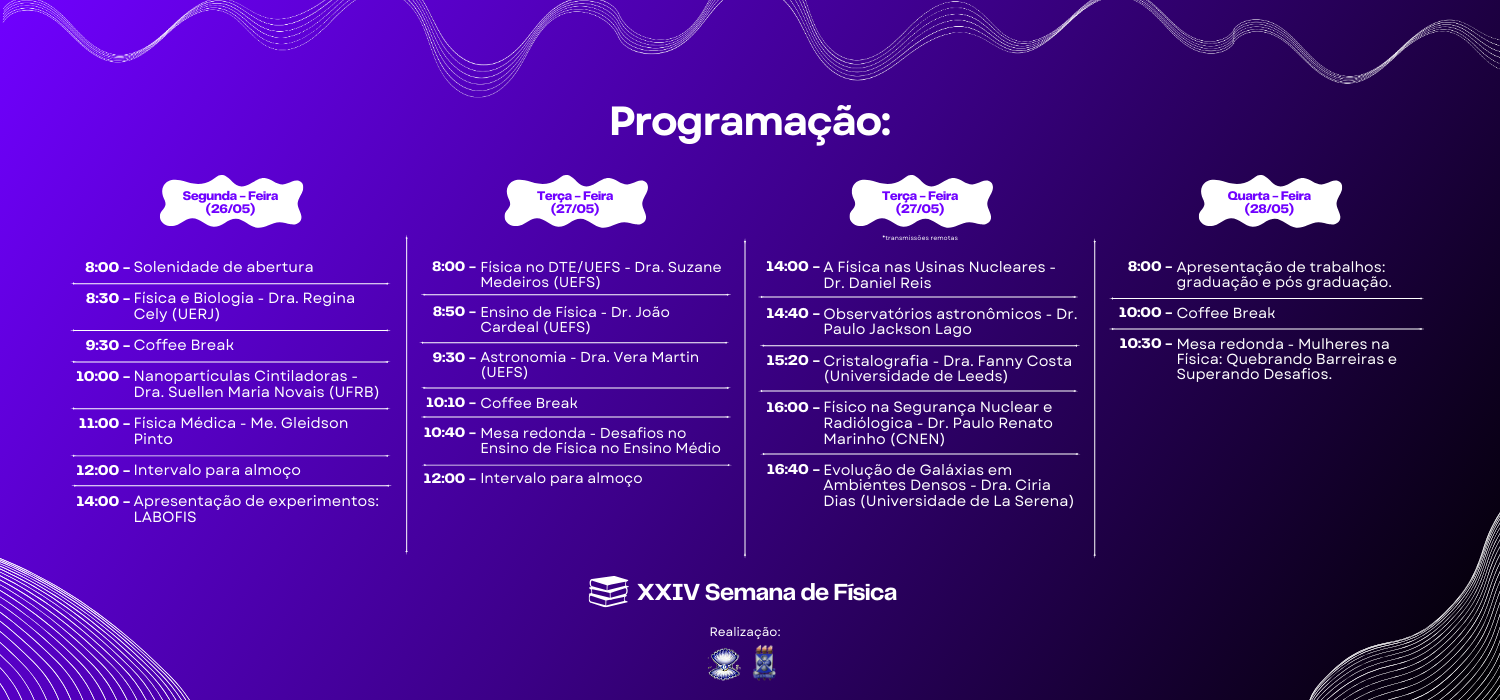 Programação:
Segunda - Feira
(26/05)
8:00 – Solenidade de abertura
8:30 – Física e Biologia - Dra. Regina
Cely (UERJ)
9:30 – Coffee Break
10:00 – Nanopartículas Cintiladoras -
Dra. Suellen Maria Novais (UFRB)
11:00 – Física Médica - Me. Gleidson
Pinto
12:00 – Intervalo para almoço
14:00 – Apresentação de experimentos:
LABOFIS
Terça - Feira
(27/05)
8:00 – Física no DTE/UEFS - Dra. Suzane
Medeiros (UEFS)
8:50 – Ensino de Física - Dr. João
Cardeal (UEFS)
9:30 – Astronomia - Dra. Vera Martin
(UEFS)
10:10 – Coffee Break
10:40 – Mesa redonda - Desafios no
Ensino de Física no Ensino Médio
12:00 – Intervalo para almoço
Terça - Feira
(27/05)
*transmissões remotas
14:00 – A Física nas Usinas Nucleares -
Dr. Daniel Reis
14:40 – Observatórios astronômicos - Dr.
Paulo Jackson Lago
15:20 – Cristalografia - Dra. Fanny Costa
(Universidade de Leeds)
16:00 – Físico na Segurança Nuclear e
Radiólogica - Dr. Paulo Renato
Marinho (CNEN)
16:40 – Evolução de Galáxias em
Ambientes Densos - Dra. Ciria
Dias (Universidade de La Serena)
Quarta - Feira
(28/05)
8:00 – Apresentação de trabalhos:
graduação e pós graduação.
10:00 – Coffee Break
10:30 – Mesa redonda - Mulheres na
Física: Quebrando Barreiras e
Superando Desafios.
XXIV Semana de Física
Realização: